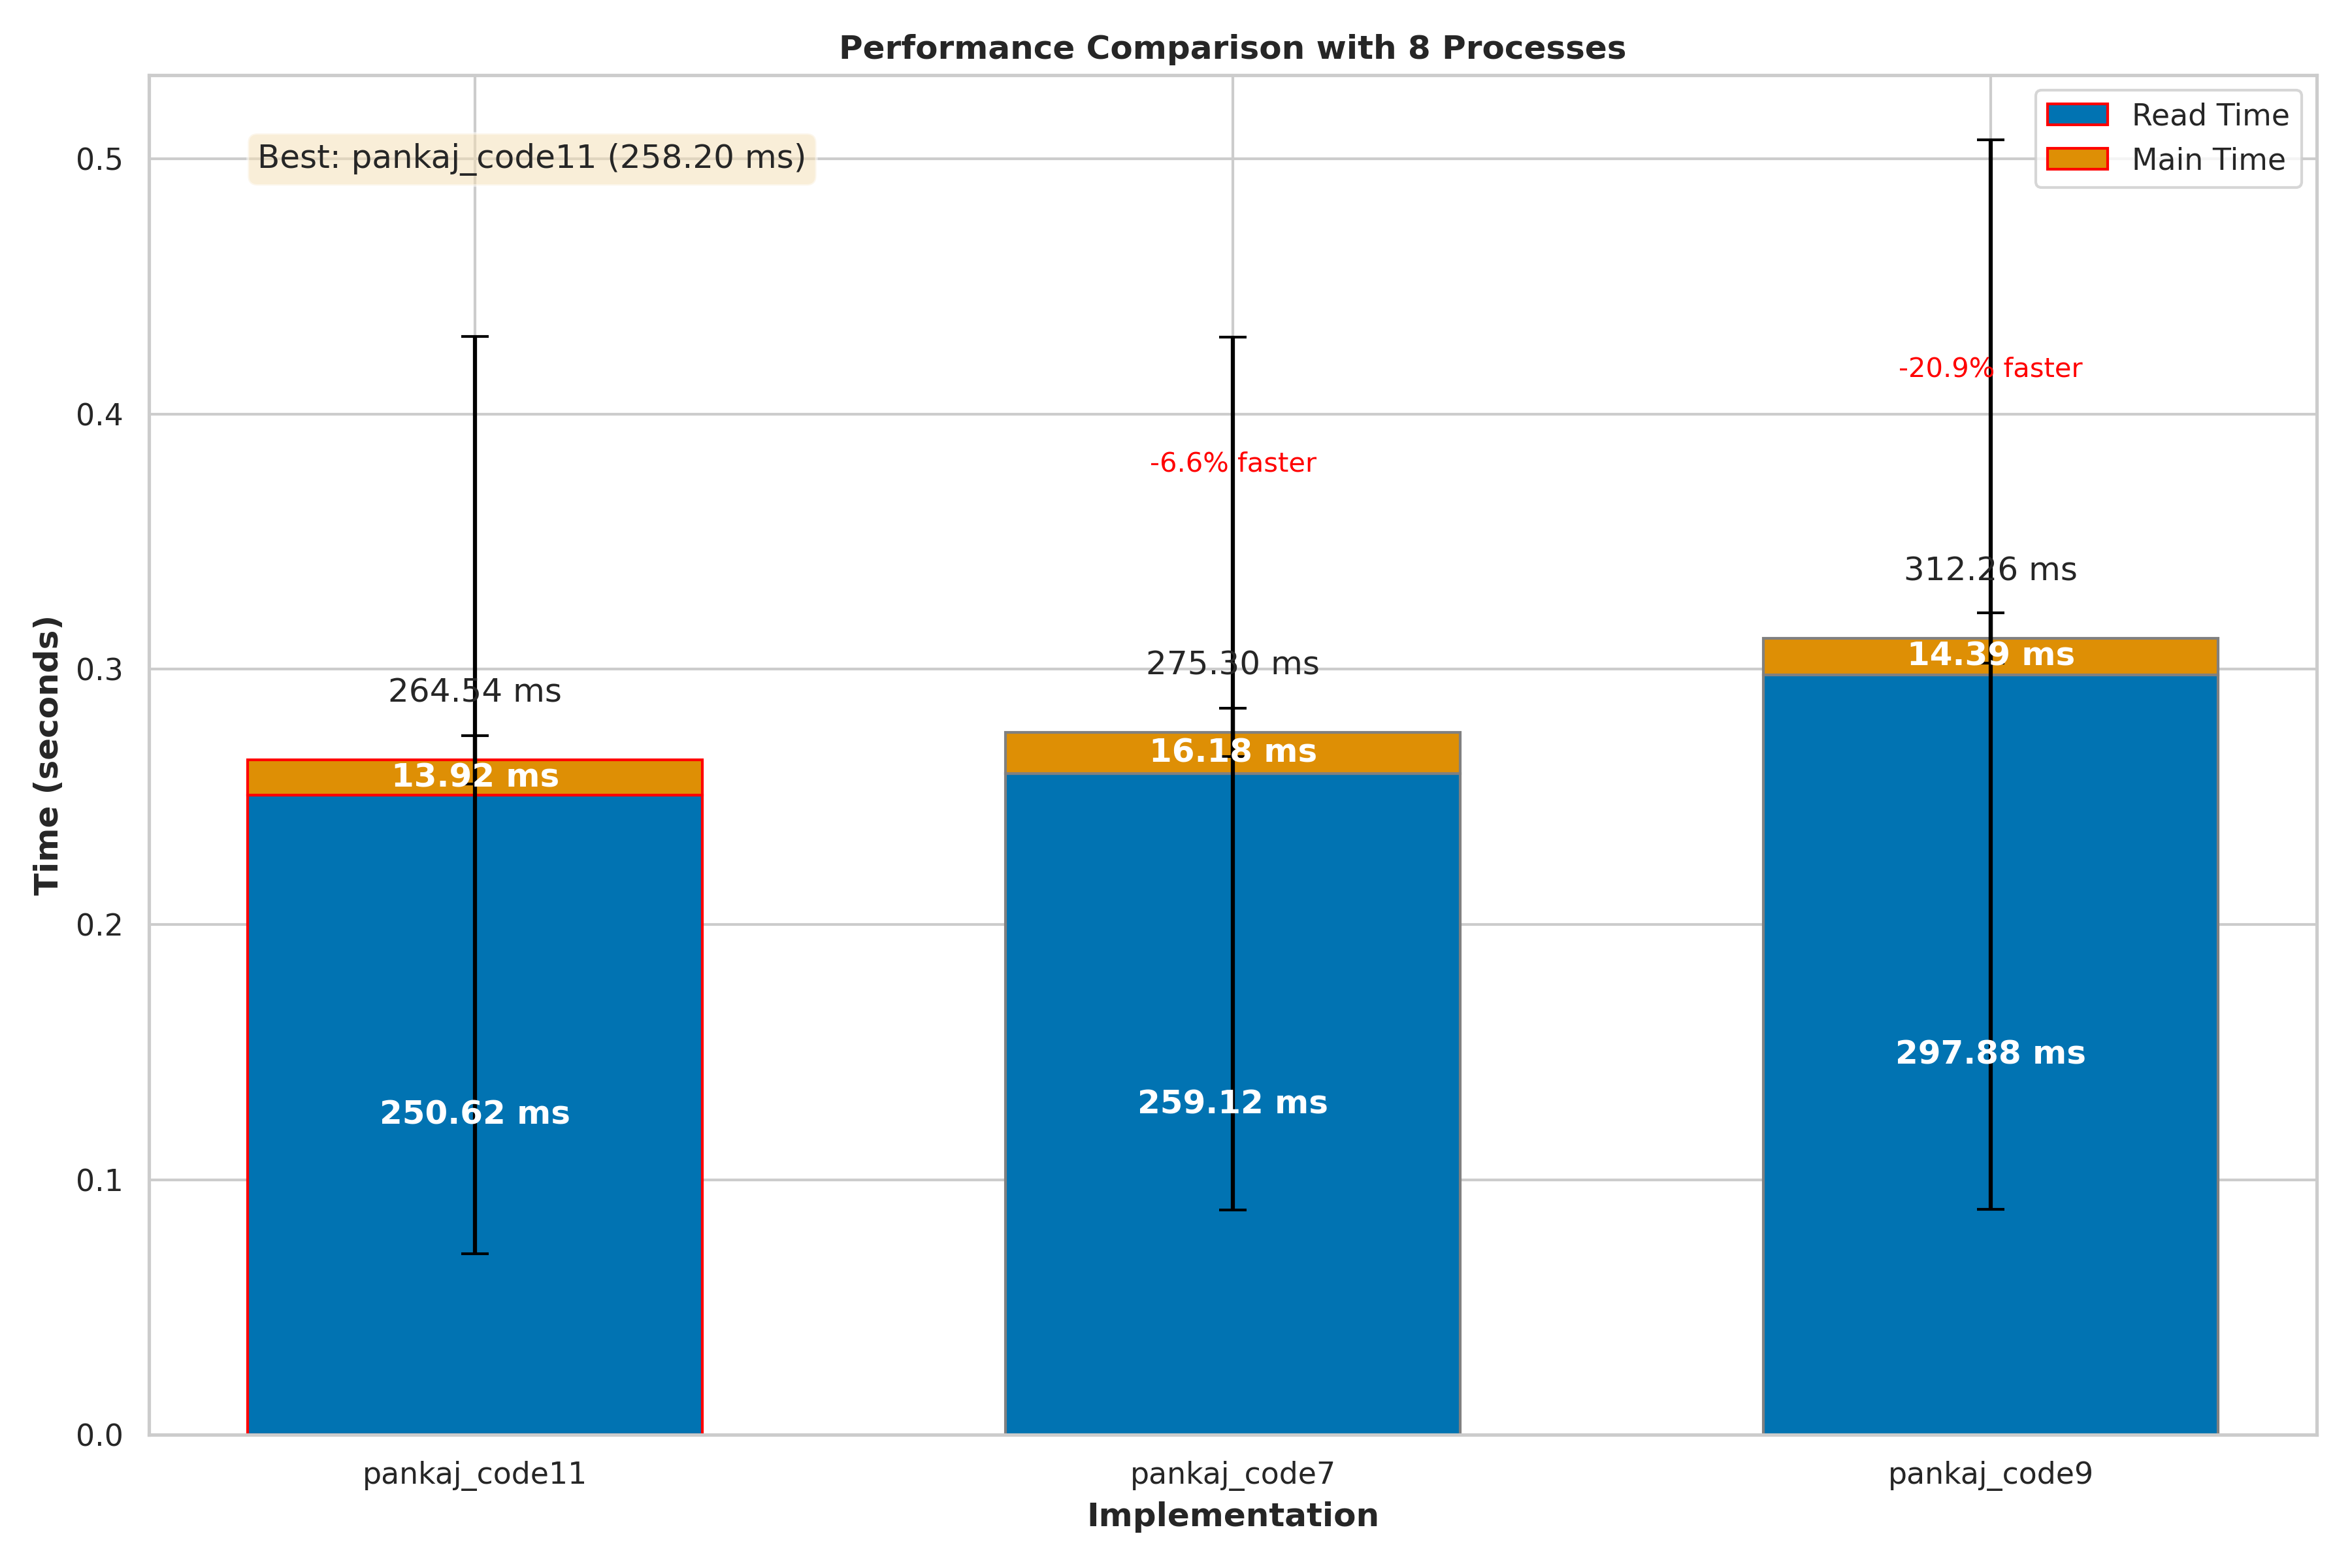 Performance Comparison with 8 Processes
Best: pankaj_code11 (258.20 ms)
Read Time
Main Time
Time (seconds)
0.5
0.4
0.3
0.2
0.1
0.0
264.54 ms
13.92 ms
250.62 ms
-6.6% faster
275.30 ms
16.18 ms
259.12 ms
-20.9% faster
312.26 ms
14.39 ms
297.88 ms
pankaj_code11
pankaj_code7
pankaj_code9
Implementation